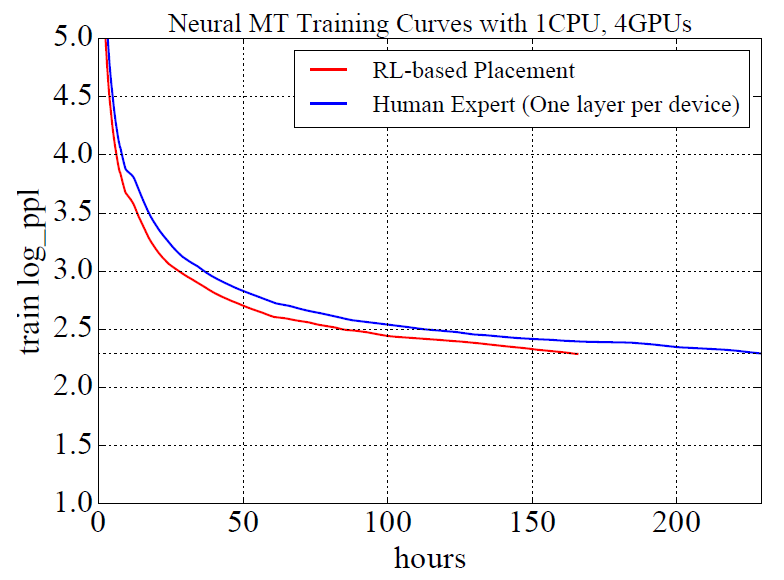 Neural MT Training Curves with 1CPU, 4GPUs
RL-based Placement
Human Expert (One layer per device)
train log_ppl
5.0
4.5
4.0
3.5
3.0
2.5
2.0
1.5
1.0
0 50 100 150 200
hours